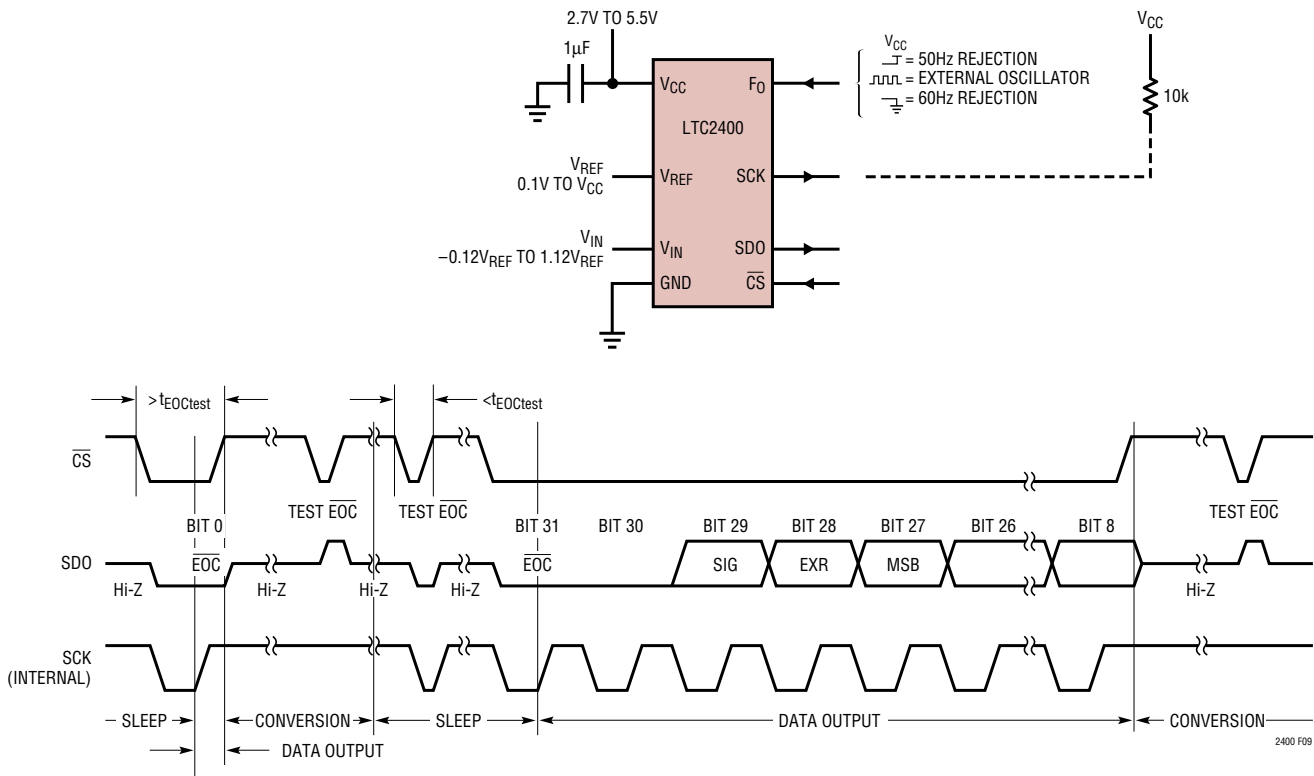 2.7V TO 5.5V
1µF
VCC
FO
LTC2400
VREF
0.1V TO VCC
VREF
SCK
VIN
−0.12VREF TO 1.12VREF
VIN
SDO
GND
CS
VCC
= 50Hz REJECTION
= EXTERNAL OSCILLATOR
= 60Hz REJECTION
VCC
10k
>tEOCtest
<tEOCtest
CS
TEST EOC
TEST EOC
TEST EOC
BIT 0
BIT 31
BIT 30
BIT 29
BIT 28
BIT 27
BIT 26
BIT 8
SDO
EOC
EOC
SIG
EXR
MSB
Hi-Z
Hi-Z
Hi-Z
Hi-Z
Hi-Z
SCK
(INTERNAL)
SLEEP
CONVERSION
SLEEP
DATA OUTPUT
CONVERSION
DATA OUTPUT
2400 F09